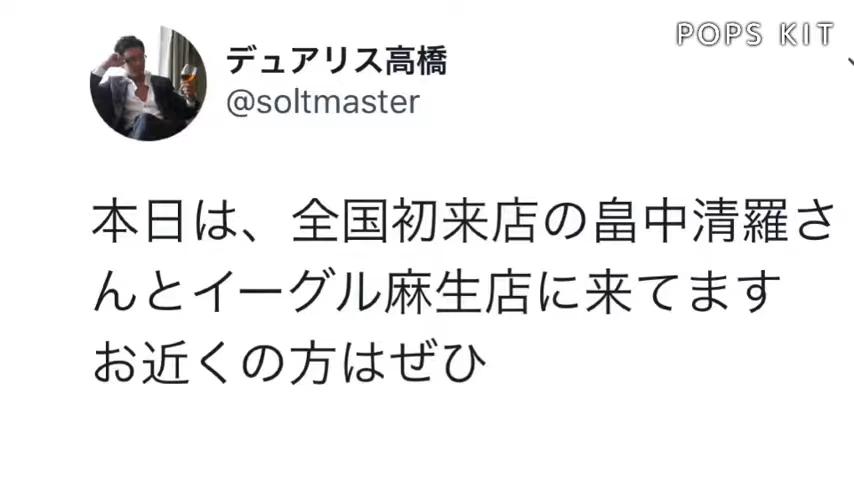 POPS KIT
デュアリス高橋
@soltmaster
本日は、全国初来店の畠中清羅さ
んとイーグル麻生店に来てます
お近くの方はぜひ